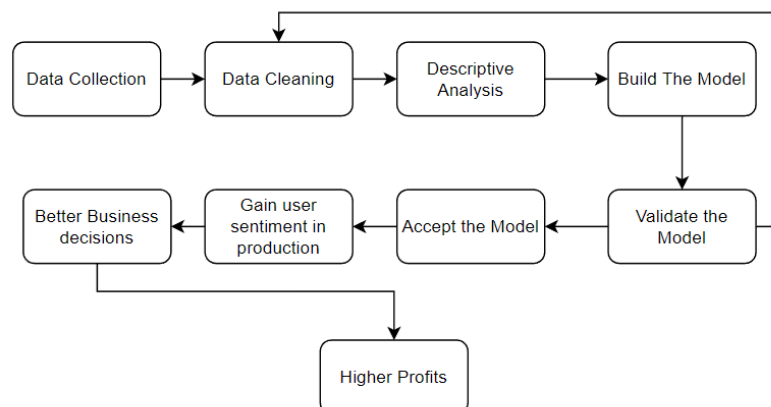 Data Collection
Data Cleaning
Descriptive
Analysis
Build The Model
Better Business
decisions
Gain user
sentiment in
production
Accept the Model
Validate the
Model
Higher Profits